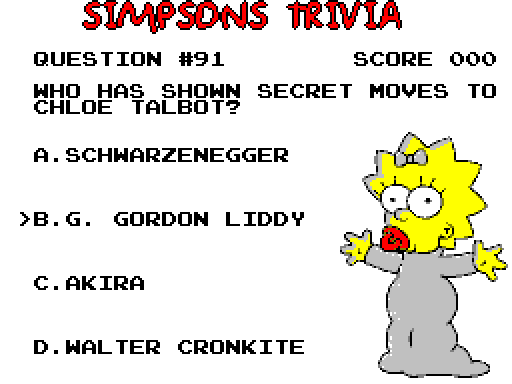 SIMPSONS TRIVIA
QUESTION #91 SCORE 000
WHO HAS SHOWN SECRET MOVES TO
CHLOE TALBOT?
A.SCHWARZENEGGER
>B.G. GORDON LIDDY
C.AKIRA
D.WALTER CRONKITE